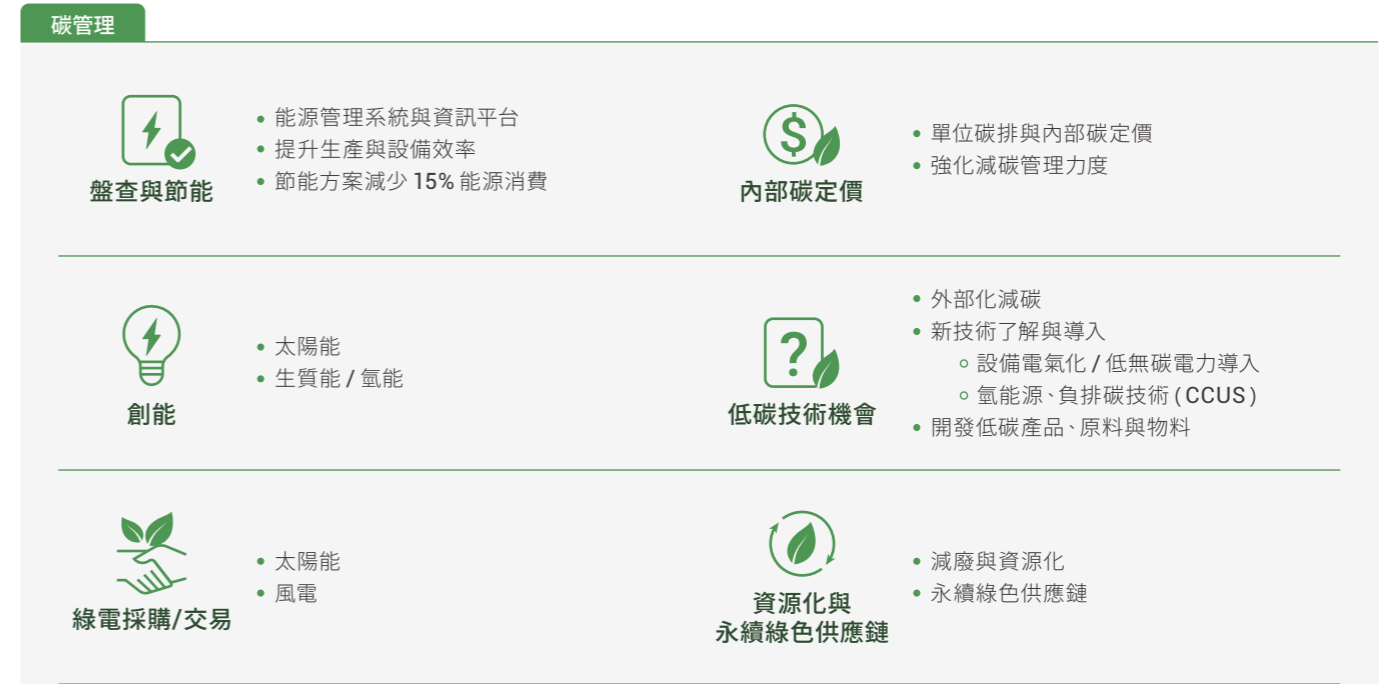 碳管理
盤查與節能
• 能源管理系統與資訊平台
• 提升生產與設備效率
• 節能方案減少 15% 能源消費
$
內部碳定價
• 單位碳排與內部碳定價
• 強化減碳管理力度
創能
• 太陽能
• 生質能 / 氫能
?
低碳技術機會
• 外部化減碳
• 新技術了解與導入
◦ 設備電氣化 / 低無碳電力導入
◦ 氫能源、負排碳技術 ( CCUS )
• 開發低碳產品、原料與物料
綠電採購/交易
• 太陽能
• 風電
資源化與
永續綠色供應鏈
• 減廢與資源化
• 永續綠色供應鏈